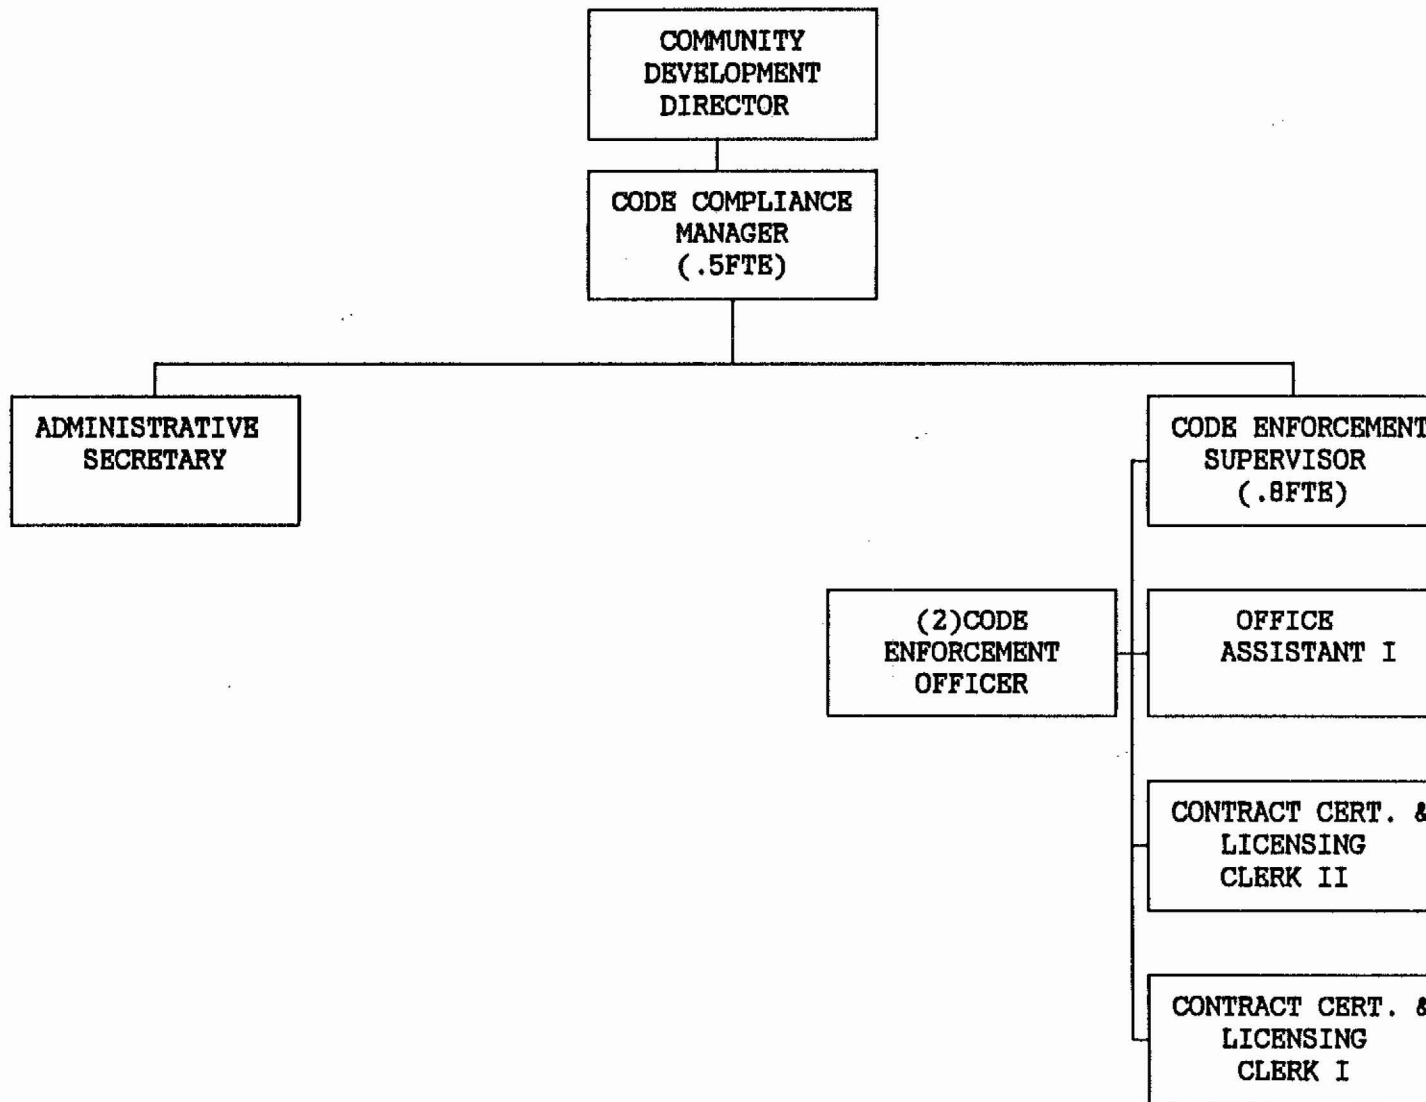 COMMUNITY
DEVELOPMENT
DIRECTOR
CODE COMPLIANCE
MANAGER
(.5FTE)
ADMINISTRATIVE
SECRETARY
CODE ENFORCEMENT
SUPERVISOR
(.8FTE)
(2)CODE
ENFORCEMENT
OFFICER
OFFICE
ASSISTANT I
CONTRACT CERT. &
LICENSING
CLERK II
CONTRACT CERT. &
LICENSING
CLERK I